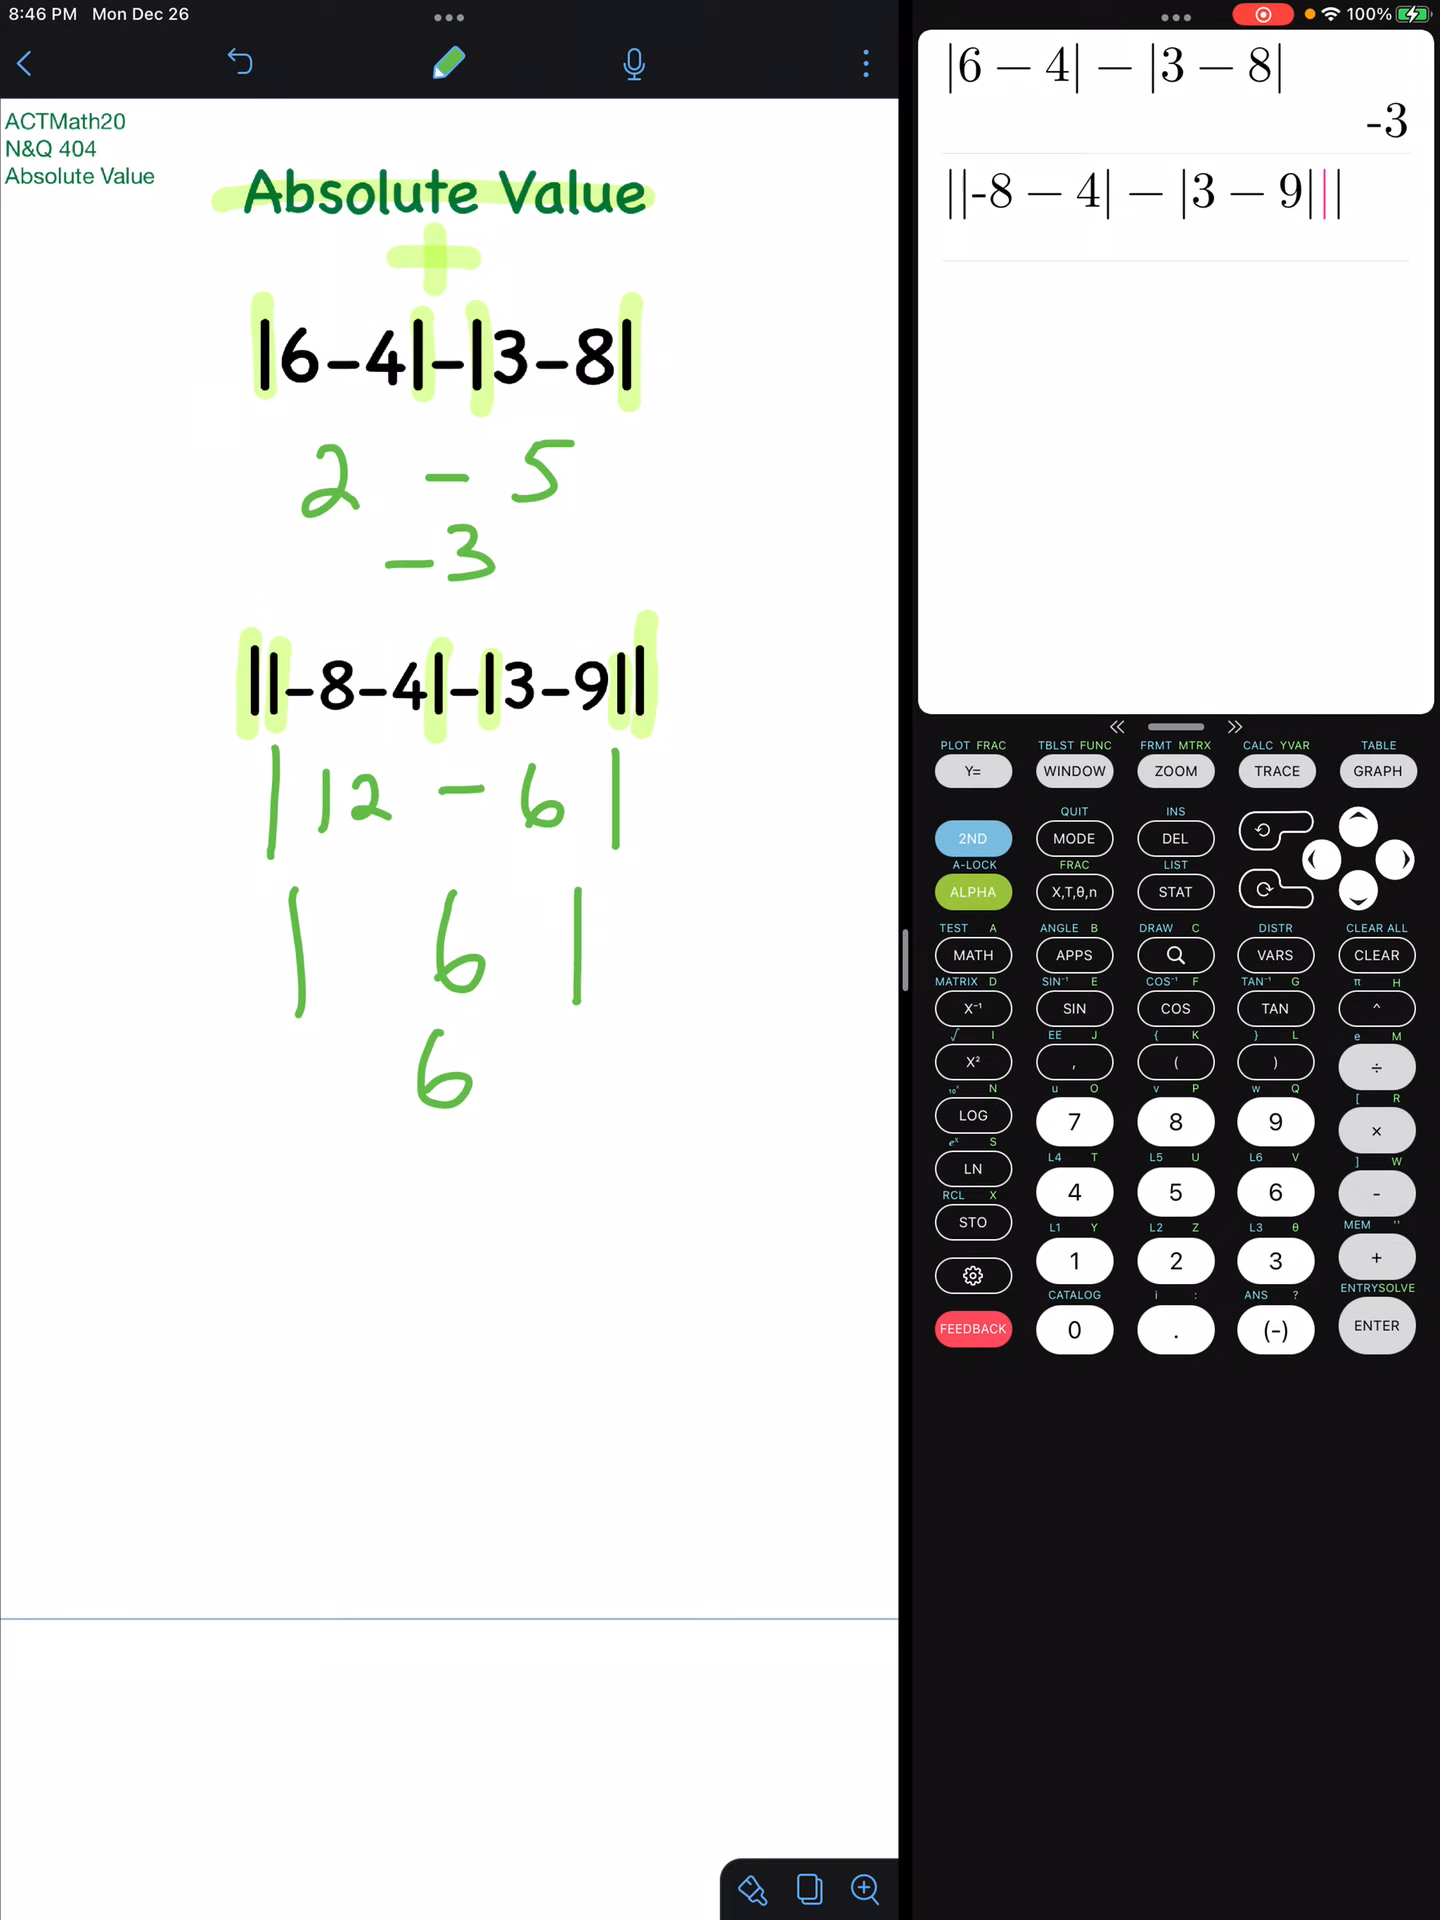 8:46 PM Mon Dec 26
100%
ACTMath20
N&Q 404
Absolute Value
Absolute Value
+
|6-4|-|3-8|
2 - 5
-3
||-8-4|-|3-9||
|12 - 6|
| 6 |
6
|6 − 4| − |3 − 8|
-3
||-8 − 4| − |3 − 9||
PLOT FRAC TBLST FUNC FRMT MTRX CALC YVAR TABLE
Y= WINDOW ZOOM TRACE GRAPH
QUIT INS
2ND MODE DEL
A-LOCK FRAC LIST
ALPHA X,T,θ,n STAT
TEST A ANGLE B DRAW C DISTR CLEAR ALL
MATH APPS VARS CLEAR
MATRIX D SIN⁻¹ E COS⁻¹ F TAN⁻¹ G π H
X⁻¹ SIN COS TAN ^
√ I EE J { K } L e M
X² , ( ) ÷
10ˣ N u O v P w Q [ R
LOG 7 8 9 ×
eˣ S L4 T L5 U L6 V ] W
LN 4 5 6 -
RCL X L1 Y L2 Z L3 θ MEM "
STO 1 2 3 +
CATALOG i : ANS ? ENTRY SOLVE
FEEDBACK 0 . (-) ENTER